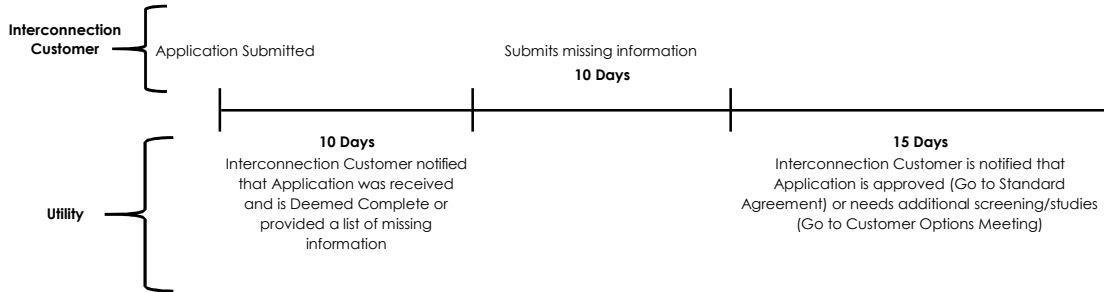 Interconnection
Customer
Application Submitted
Submits missing information
10 Days
10 Days
Interconnection Customer notified
that Application was received
and is Deemed Complete or
provided a list of missing
information
15 Days
Interconnection Customer is notified that
Application is approved (Go to Standard
Agreement) or needs additional screening/studies
(Go to Customer Options Meeting)
Utility